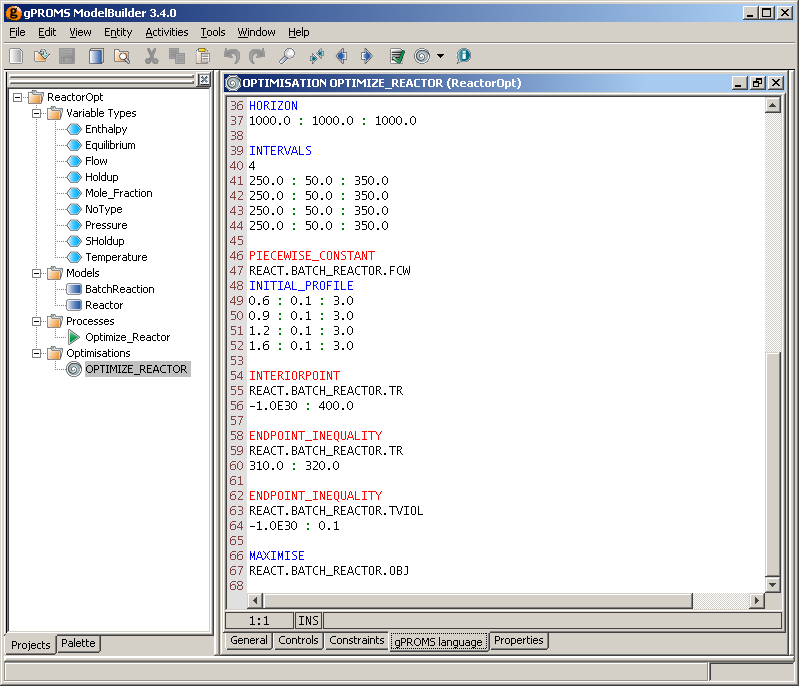 gPROMS ModelBuilder 3.4.0
File Edit View Entity Activities Tools Window Help
ReactorOpt
Variable Types
Enthalpy
Equilibrium
Flow
Holdup
Mole_Fraction
NoType
Pressure
SHoldup
Temperature
Models
BatchReaction
Reactor
Processes
Optimize_Reactor
Optimisations
OPTIMIZE_REACTOR
Projects Palette
OPTIMISATION OPTIMIZE_REACTOR (ReactorOpt)
36 HORIZON
37 1000.0 : 1000.0 : 1000.0
38
39 INTERVALS
40 4
41 250.0 : 50.0 : 350.0
42 250.0 : 50.0 : 350.0
43 250.0 : 50.0 : 350.0
44 250.0 : 50.0 : 350.0
45
46 PIECEWISE_CONSTANT
47 REACT.BATCH_REACTOR.FCW
48 INITIAL_PROFILE
49 0.6 : 0.1 : 3.0
50 0.9 : 0.1 : 3.0
51 1.2 : 0.1 : 3.0
52 1.6 : 0.1 : 3.0
53
54 INTERIORPOINT
55 REACT.BATCH_REACTOR.TR
56 -1.0E30 : 400.0
57
58 ENDPOINT_INEQUALITY
59 REACT.BATCH_REACTOR.TR
60 310.0 : 320.0
61
62 ENDPOINT_INEQUALITY
63 REACT.BATCH_REACTOR.TVIOL
64 -1.0E30 : 0.1
65
66 MAXIMISE
67 REACT.BATCH_REACTOR.OBJ
68
1:1 INS
General Controls Constraints gPROMS language Properties